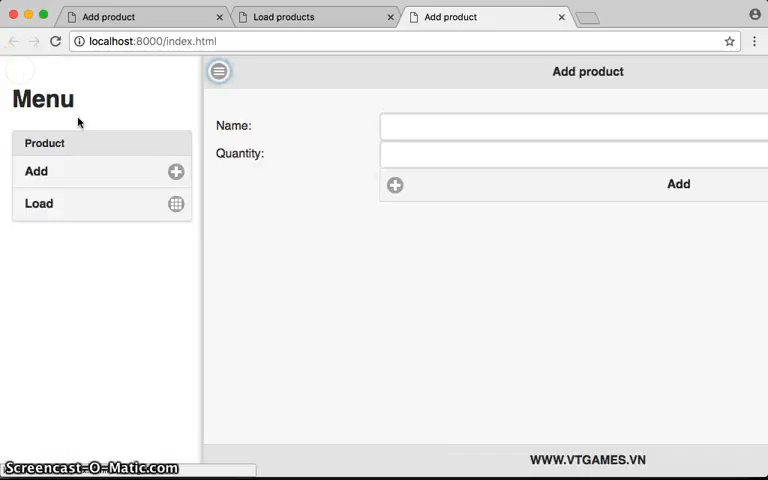 Add product
Load products
Add product
localhost:8000/index.html
Menu
Product
Add
Load
Add product
Name:
Quantity:
Add
WWW.VTGAMES.VN
Screencast-O-Matic.com